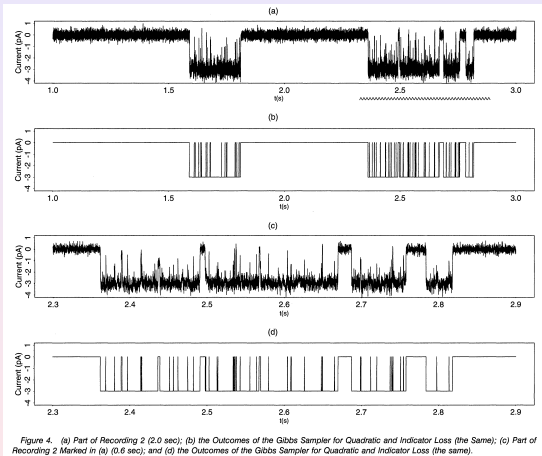 (a)
Current (pA)
1
0
-1
-2
-3
-4
1.0 1.5 2.0 2.5 3.0
t(s)
(b)
Current (pA)
1
0
-1
-2
-3
-4
1.0 1.5 2.0 2.5 3.0
t(s)
(c)
Current (pA)
1
0
-1
-2
-3
-4
2.3 2.4 2.5 2.6 2.7 2.8 2.9
t(s)
(d)
Current (pA)
1
0
-1
-2
-3
-4
2.3 2.4 2.5 2.6 2.7 2.8 2.9
t(s)
Figure 4. (a) Part of Recording 2 (2.0 sec); (b) the Outcomes of the Gibbs Sampler for Quadratic and Indicator Loss (the Same); (c) Part of
Recording 2 Marked in (a) (0.6 sec); and (d) the Outcomes of the Gibbs Sampler for Quadratic and Indicator Loss (the same).